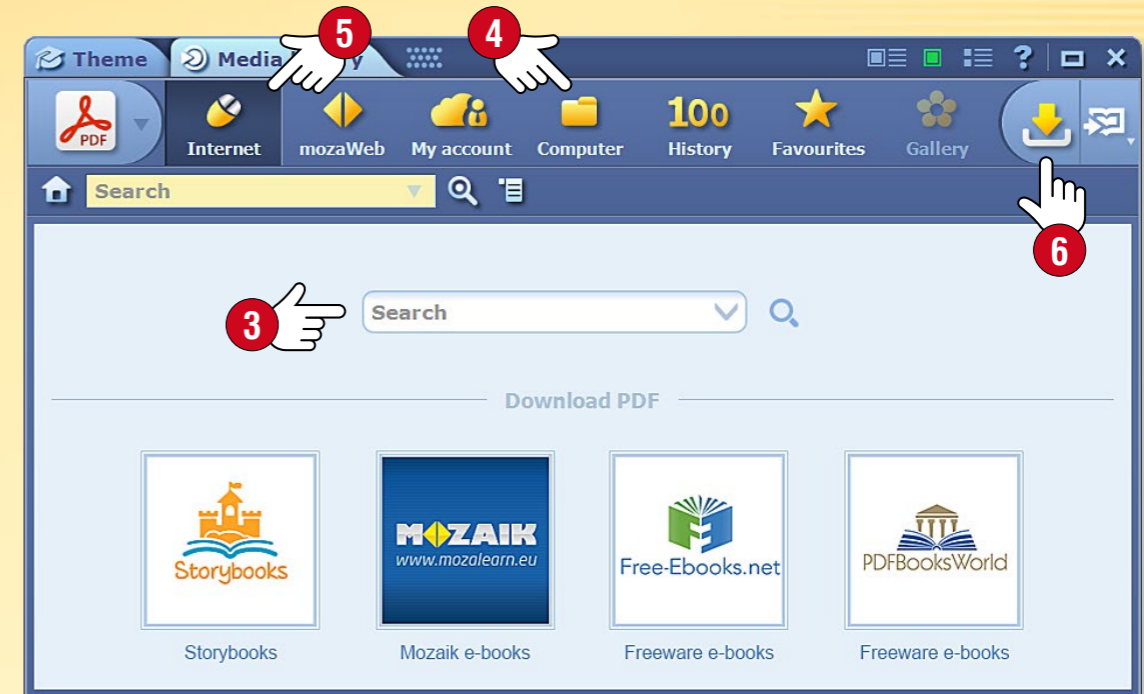 5
4
Theme
Media
y
?
PDF
Internet
mozaWeb
My account
Computer
100
History
Favourites
Gallery
Search
6
3
Search
Download PDF
Storybooks
MOZAIK
www.mozalearn.eu
Free-Ebooks.net
PDFBooksWorld
Storybooks
Mozaik e-books
Freeware e-books
Freeware e-books